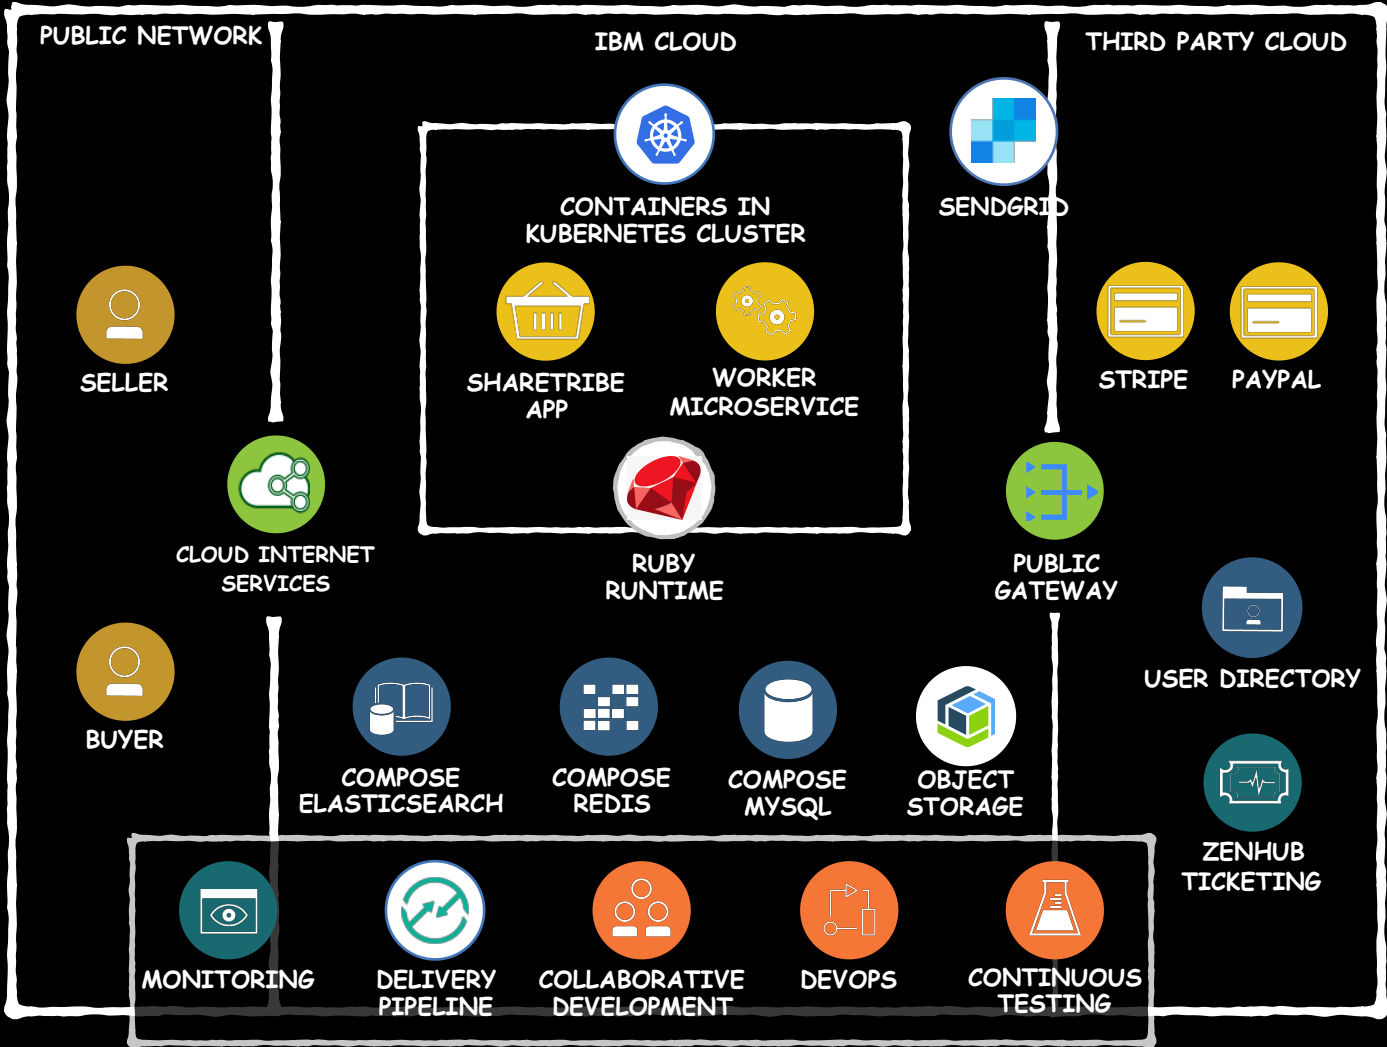 PUBLIC NETWORK
IBM CLOUD
THIRD PARTY CLOUD
CONTAINERS IN
KUBERNETES CLUSTER
SENDGRID
SELLER
SHARETRIBE
APP
WORKER
MICROSERVICE
STRIPE
PAYPAL
CLOUD INTERNET
SERVICES
RUBY
RUNTIME
PUBLIC
GATEWAY
USER DIRECTORY
BUYER
COMPOSE
ELASTICSEARCH
COMPOSE
REDIS
COMPOSE
MYSQL
OBJECT
STORAGE
ZENHUB
TICKETING
MONITORING
DELIVERY
PIPELINE
COLLABORATIVE
DEVELOPMENT
DEVOPS
CONTINUOUS
TESTING